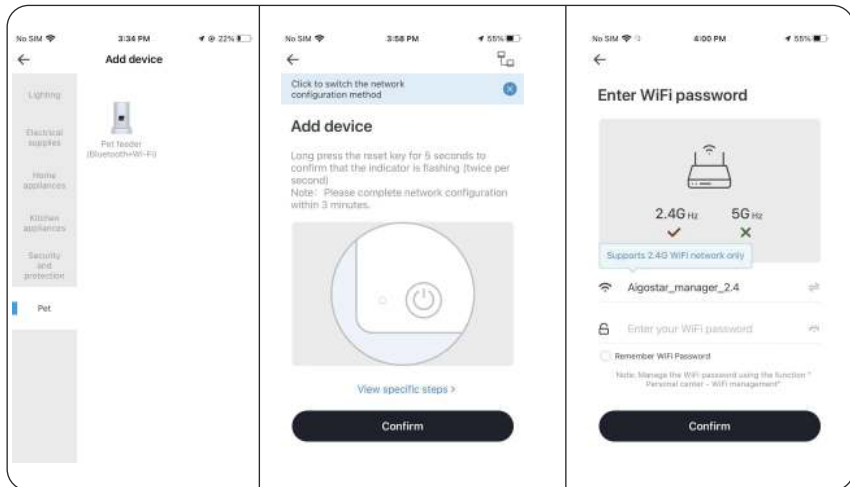 No SIM 3:34 PM 22%
Add device
Lighting
Electrical
supplies
Home
appliances
Kitchen
appliances
Security
and
protection
Pet
Pet feeder
(Bluetooth+Wi-Fi)
No SIM 3:58 PM 55%
Click to switch the network
configuration method
Add device
Long press the reset key for 5 seconds to
confirm that the indicator is flashing (twice per
second)
Note: Please complete network configuration
within 3 minutes.
View specific steps >
Confirm
No SIM 4:00 PM 55%
Enter WiFi password
2.4G Hz 5G Hz
Supports 2.4G WiFi network only
Aigostar_manager_2.4
Enter your WiFi password
Remember WiFi Password
Note: Manage the WiFi password using the function "
Personal center - WiFi management"
Confirm